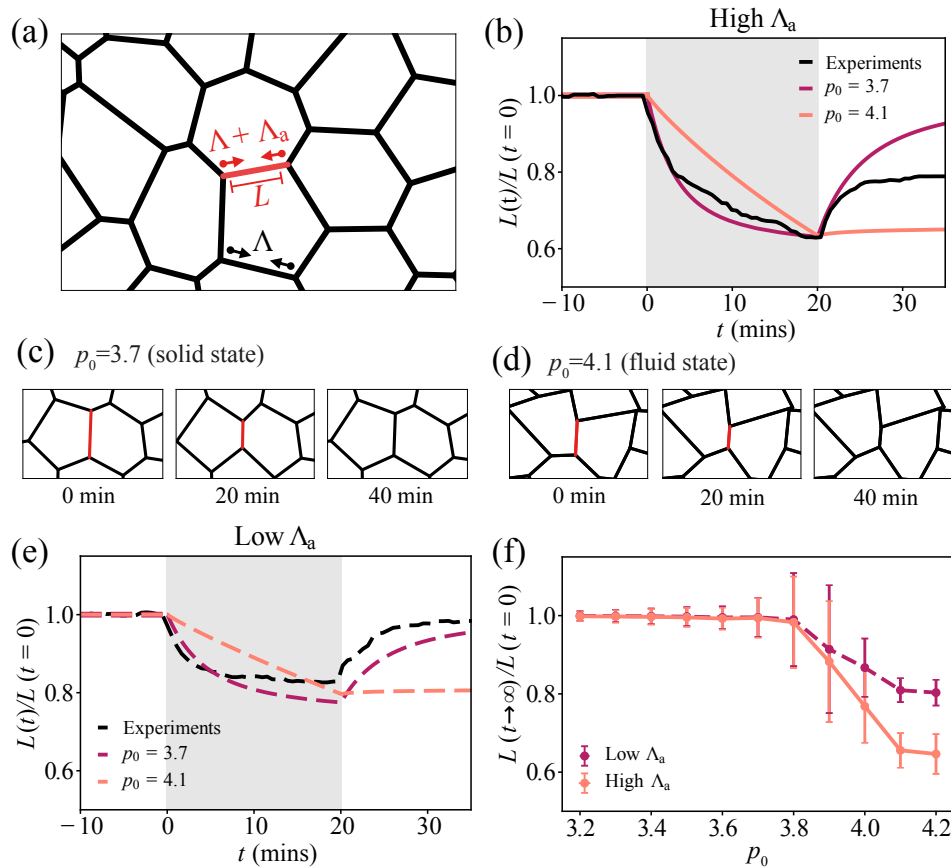 (a)
Λ + Λₐ
L
Λ
(b)
High Λₐ
L(t)/L (t = 0)
1.0
0.8
0.6
Experiments
p₀ = 3.7
p₀ = 4.1
−10
0
10
20
30
t (mins)
(c)
p₀=3.7 (solid state)
0 min
20 min
40 min
(d)
p₀=4.1 (fluid state)
0 min
20 min
40 min
(e)
Low Λₐ
L(t)/L (t = 0)
1.0
0.8
0.6
Experiments
p₀ = 3.7
p₀ = 4.1
−10
0
10
20
30
t (mins)
(f)
L (t→∞)/L (t = 0)
1.0
0.8
0.6
Low Λₐ
High Λₐ
3.2
3.4
3.6
3.8
4.0
4.2
p₀